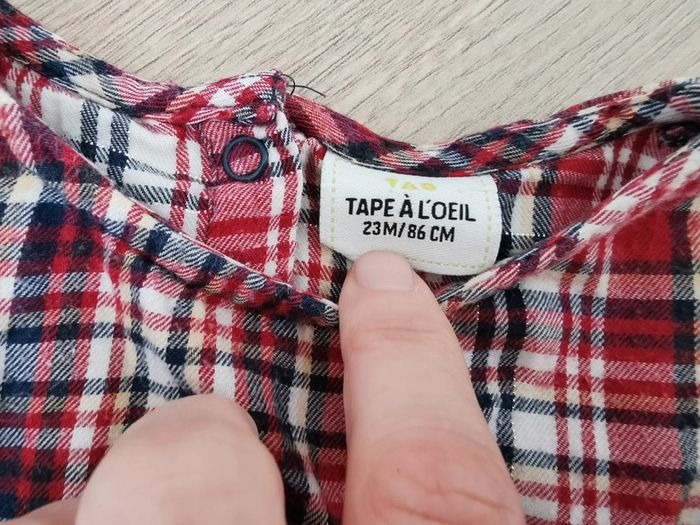 TAO
TAPE À L'OEIL
23M/86 CM